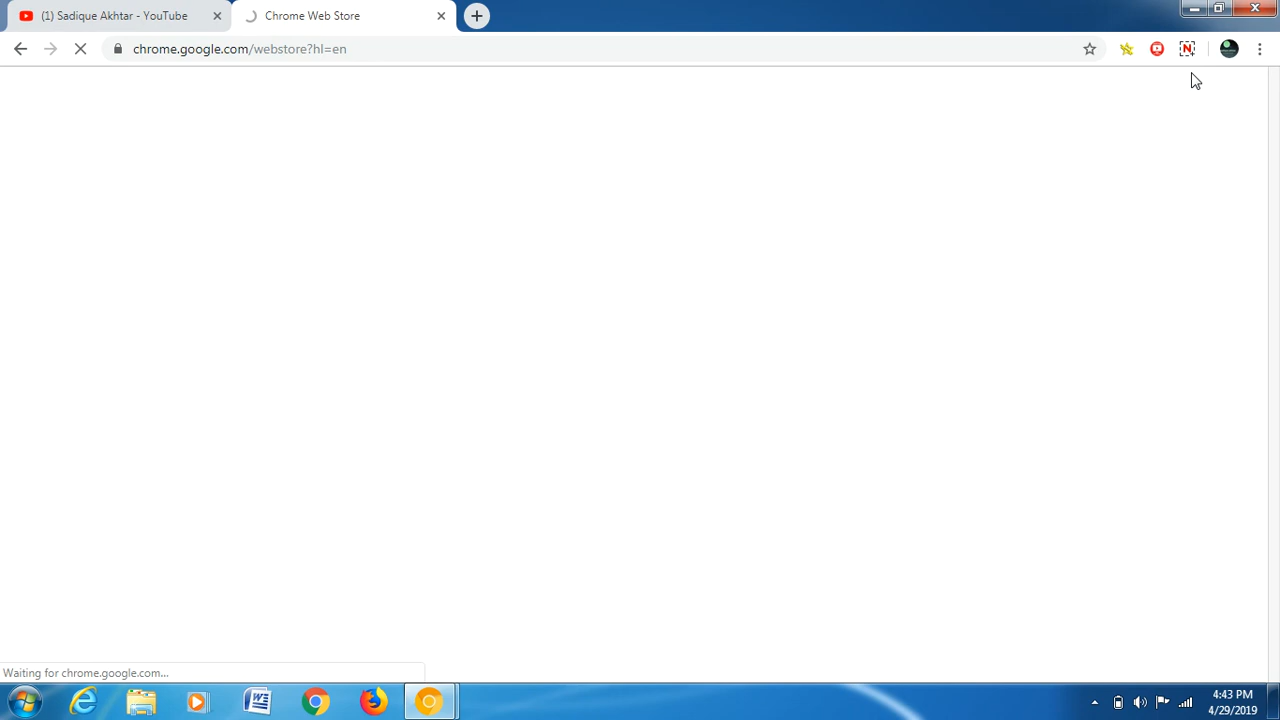 (1) Sadique Akhtar - YouTube
Chrome Web Store
chrome.google.com/webstore?hl=en
Waiting for chrome.google.com...
4:43 PM
4/29/2019